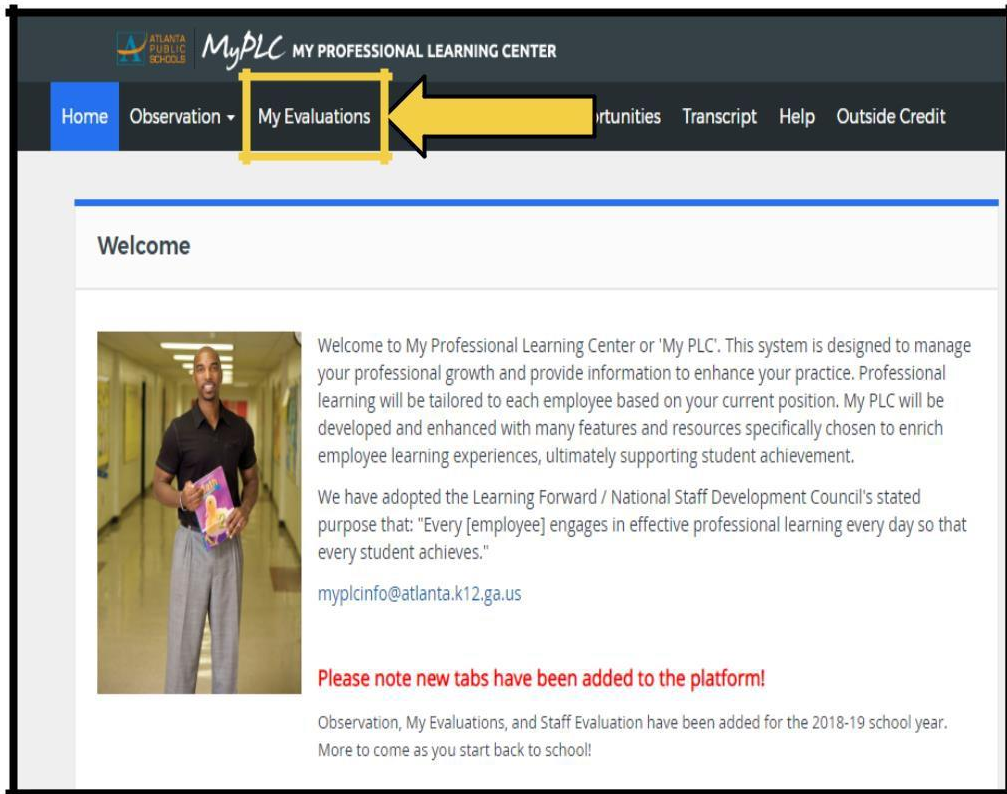 ATLANTA
PUBLIC
SCHOOLS
MyPLC MY PROFESSIONAL LEARNING CENTER
Home Observation My Evaluations rtunities Transcript Help Outside Credit
Welcome
Welcome to My Professional Learning Center or 'My PLC'. This system is designed to manage
your professional growth and provide information to enhance your practice. Professional
learning will be tailored to each employee based on your current position. My PLC will be
developed and enhanced with many features and resources specifically chosen to enrich
employee learning experiences, ultimately supporting student achievement.
We have adopted the Learning Forward / National Staff Development Council's stated
purpose that: "Every [employee] engages in effective professional learning every day so that
every student achieves."
myplcinfo@atlanta.k12.ga.us
Please note new tabs have been added to the platform!
Observation, My Evaluations, and Staff Evaluation have been added for the 2018-19 school year.
More to come as you start back to school!